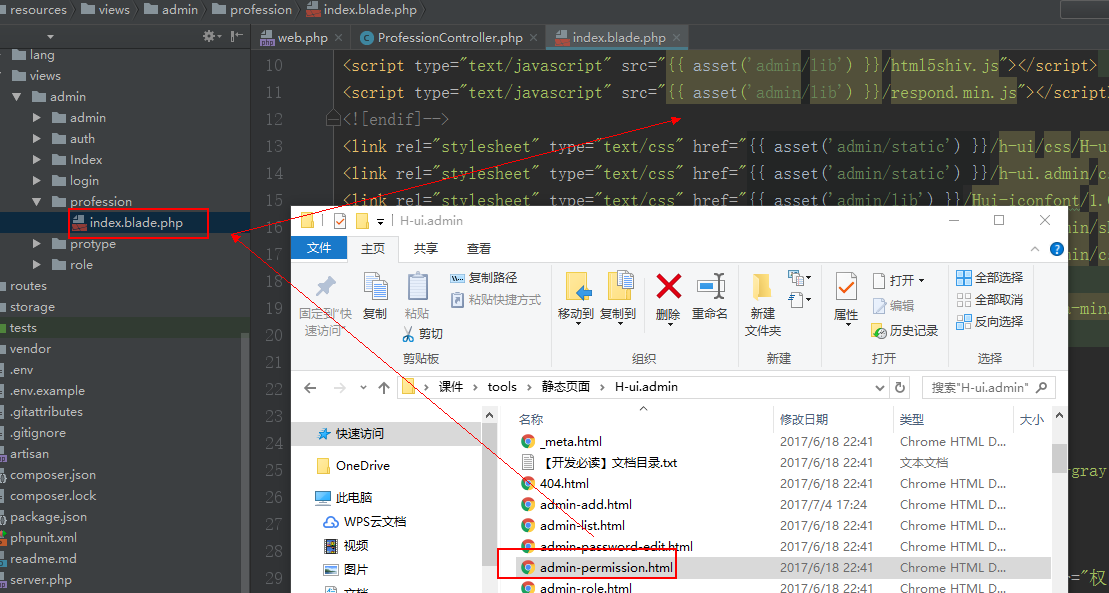 resources views admin profession index.blade.php
web.php ProfessionController.php index.blade.php
lang
views
admin
admin
auth
Index
login
profession
index.blade.php
protype
role
routes
storage
tests
vendor
.env
.env.example
.gitattributes
.gitignore
artisan
composer.json
composer.lock
package.json
phpunit.xml
readme.md
server.php
10 <script type="text/javascript" src="{{ asset('admin/lib') }}/html5shiv.js"></script>
11 <script type="text/javascript" src="{{ asset('admin/lib') }}/respond.min.js"></script
12 <![endif]-->
13 <link rel="stylesheet" type="text/css" href="{{ asset('admin/static') }}/h-ui/css/H-u
14 <link rel="stylesheet" type="text/css" href="{{ asset('admin/static') }}/h-ui.admin/c
15 <link rel="stylesheet" type="text/css" href="{{ asset('admin/lib') }}/Hui-iconfont/1.
16
17
18
19
20
21
22
23
24
25
26
27
28
29
gray
="权
H-ui.admin
文件 主页 共享 查看
固定到"快速访问" 复制 粘贴 复制路径 粘贴快捷方式 剪切
移动到 复制到 删除 重命名
新建文件夹
属性 打开 编辑 历史记录
全部选择 全部取消 反向选择
剪贴板 组织 新建 打开 选择
课件 tools 静态页面 H-ui.admin 搜索"H-ui.admin"
快速访问
OneDrive
此电脑
WPS云文档
视频
图片
文档
名称 修改日期 类型 大小
_meta.html 2017/6/18 22:41 Chrome HTML D...
【开发必读】文档目录.txt 2017/6/18 22:41 文本文档
404.html 2017/6/18 22:41 Chrome HTML D...
admin-add.html 2017/7/4 17:24 Chrome HTML D...
admin-list.html 2017/6/18 22:41 Chrome HTML D...
admin-password-edit.html 2017/6/18 22:41 Chrome HTML D...
admin-permission.html 2017/6/18 22:41 Chrome HTML D...
admin-role.html 2017/6/18 22:41 Chrome HTML D...